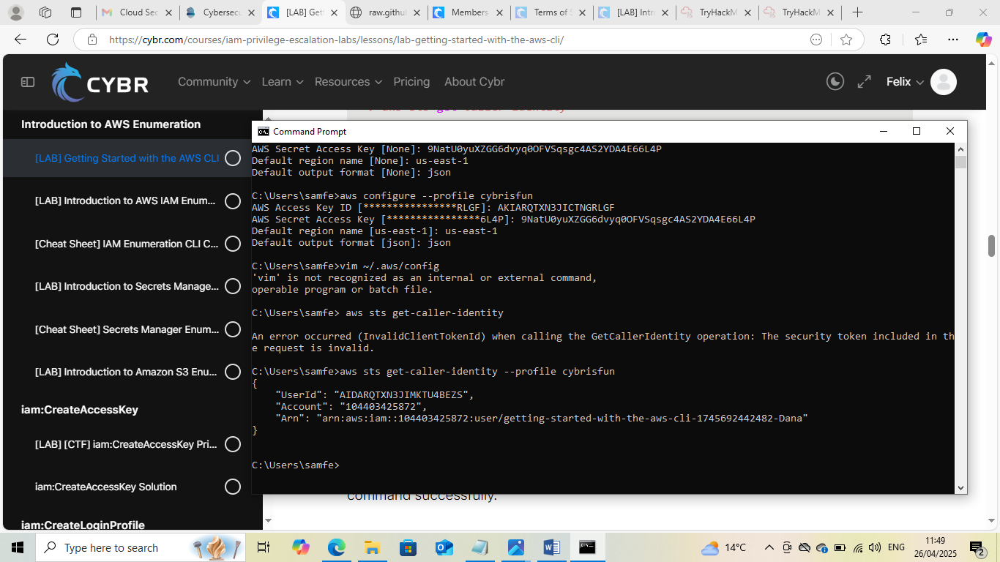 Cloud Sec
Cybersecu
[LAB] Gett
raw.githul
Members
Terms of S
[LAB] Intr
TryHackM
TryHackM
https://cybr.com/courses/iam-privilege-escalation-labs/lessons/lab-getting-started-with-the-aws-cli/
CYBR
Community
Learn
Resources
Pricing
About Cybr
Felix
Introduction to AWS Enumeration
[LAB] Getting Started with the AWS CLI
[LAB] Introduction to AWS IAM Enum...
[Cheat Sheet] IAM Enumeration CLI C...
[LAB] Introduction to Secrets Manage...
[Cheat Sheet] Secrets Manager Enum...
[LAB] Introduction to Amazon S3 Enu...
iam:CreateAccessKey
[LAB] [CTF] iam:CreateAccessKey Pri...
iam:CreateAccessKey Solution
iam:CreateLoginProfile
Command Prompt
AWS Secret Access Key [None]: 9NatU0yuXZGG6dvyq0OFVSqsgc4AS2YDA4E66L4P
Default region name [None]: us-east-1
Default output format [None]: json
C:\Users\samfe>aws configure --profile cybrisfun
AWS Access Key ID [****************RLGF]: AKIARQTXN3JICTNGRLGF
AWS Secret Access Key [****************6L4P]: 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
Default region name [us-east-1]: us-east-1
Default output format [json]: json
C:\Users\samfe>vim ~/.aws/config
'vim' is not recognized as an internal or external command,
operable program or batch file.
C:\Users\samfe> aws sts get-caller-identity
An error occurred (InvalidClientTokenId) when calling the GetCallerIdentity operation: The security token included in th
e request is invalid.
C:\Users\samfe>aws sts get-caller-identity --profile cybrisfun
{
"UserId": "AIDARQTXN3JIMKTU4BEZS",
"Account": "104403425872",
"Arn": "arn:aws:iam::104403425872:user/getting-started-with-the-aws-cli-1745692442482-Dana"
}
C:\Users\samfe>
command successfully.
Type here to search
14°C
ENG
11:49
26/04/2025
2